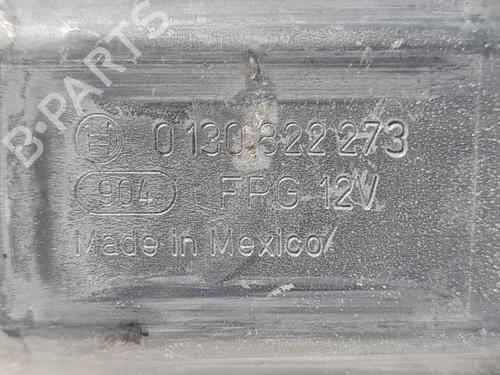 B-PARTS
0 130 822 273
904 FPG 12V
Made in Mexico